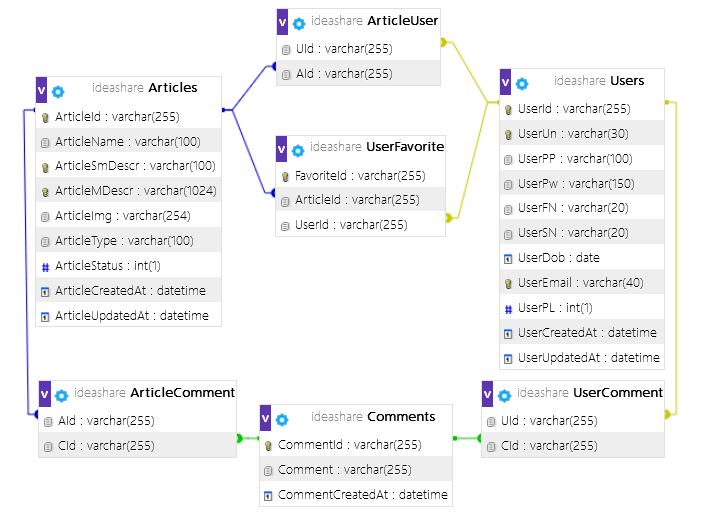 v ideashare ArticleUser
UId : varchar(255)
AId : varchar(255)
v ideashare Articles
ArticleId : varchar(255)
ArticleName : varchar(100)
ArticleSmDescr : varchar(100)
ArticleMDescr : varchar(1024)
ArticleImg : varchar(254)
ArticleType : varchar(100)
# ArticleStatus : int(1)
ArticleCreatedAt : datetime
ArticleUpdatedAt : datetime
v ideashare UserFavorite
FavoriteId : varchar(255)
ArticleId : varchar(255)
UserId : varchar(255)
v ideashare Users
UserId : varchar(255)
UserUn : varchar(30)
UserPP : varchar(100)
UserPw : varchar(150)
UserFN : varchar(20)
UserSN : varchar(20)
UserDob : date
UserEmail : varchar(40)
# UserPL : int(1)
UserCreatedAt : datetime
UserUpdatedAt : datetime
v ideashare ArticleComment
AId : varchar(255)
CId : varchar(255)
v ideashare Comments
CommentId : varchar(255)
Comment : varchar(255)
CommentCreatedAt : datetime
v ideashare UserComment
UId : varchar(255)
CId : varchar(255)